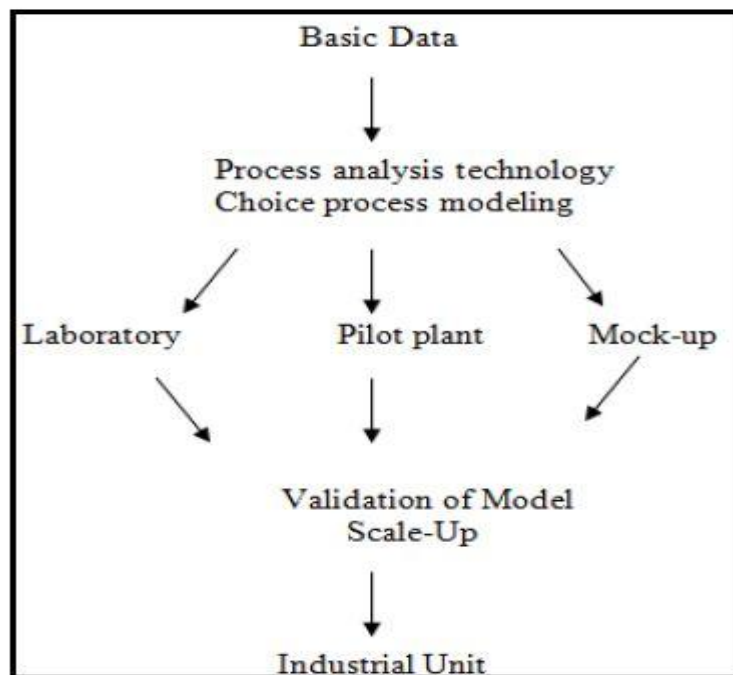 Basic Data
Process analysis technology
Choice process modeling
Laboratory
Pilot plant
Mock-up
Validation of Model
Scale-Up
Industrial Unit